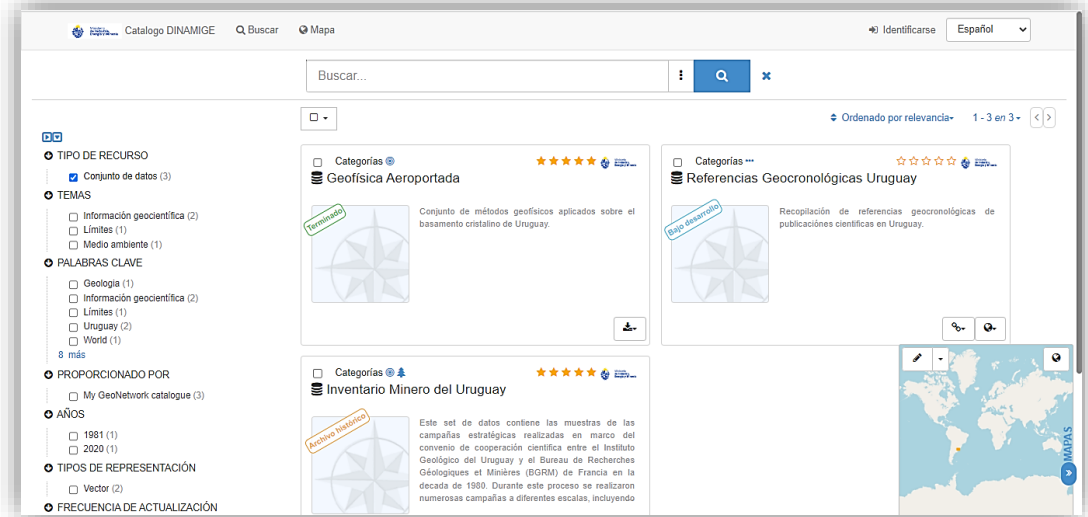 Catalogo DINAMIGE
Buscar
Mapa
Identificarse
Español
Buscar...
Ordenado por relevancia
1 - 3 en 3
TIPO DE RECURSO
Conjunto de datos (3)
TEMAS
Información geocientífica (2)
Límites (1)
Medio ambiente (1)
PALABRAS CLAVE
Geologia (1)
Información geocientífica (2)
Límites (1)
Uruguay (2)
World (1)
8 más
PROPORCIONADO POR
My GeoNetwork catalogue (3)
AÑOS
1981 (1)
2020 (1)
TIPOS DE REPRESENTACIÓN
Vector (2)
FRECUENCIA DE ACTUALIZACIÓN
Categorías
Geofísica Aeroportada
Terminado
Conjunto de métodos geofísicos aplicados sobre el
basamento cristalino de Uruguay.
Categorías
Referencias Geocronológicas Uruguay
Bajo desarrollo
Recopilación de referencias geocronológicas de
publicaciónes científicas en Uruguay.
Categorías
Inventario Minero del Uruguay
Archivo histórico
Este set de datos contiene las muestras de las
campañas estratégicas realizadas en marco del
convenio de cooperación científica entre el Instituto
Geológico del Uruguay y el Bureau de Recherches
Géologiques et Minières (BGRM) de Francia en la
decada de 1980. Durante este proceso se realizaron
numerosas campañas a diferentes escalas, incluyendo
MAPAS